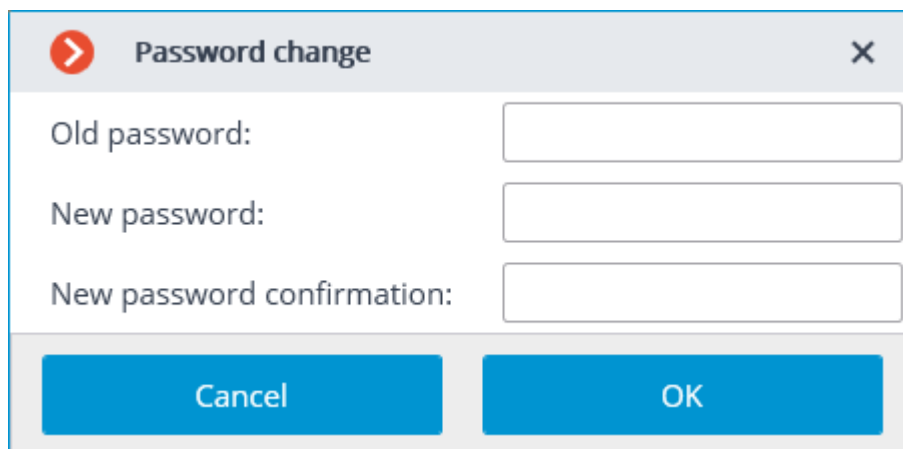 Password change
Old password:
New password:
New password confirmation:
Cancel OK